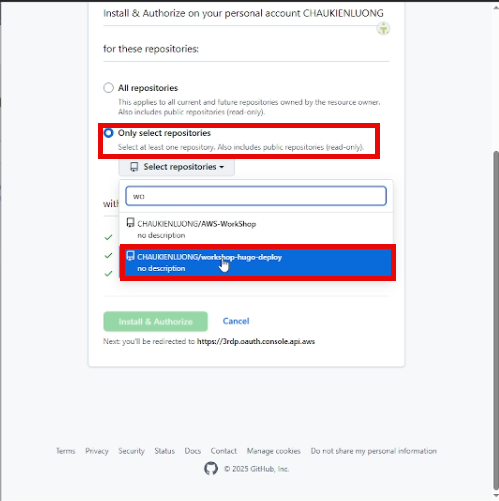 Install & Authorize on your personal account CHAUKIENLUONG
for these repositories:
All repositories
This applies to all current and future repositories owned by the resource owner.
Also includes public repositories (read-only).
Only select repositories
Select at least one repository. Also includes public repositories (read-only).
Select repositories
wo
with
CHAUKIENLUONG/AWS-WorkShop
no description
CHAUKIENLUONG/workshop-hugo-deploy
no description
Install & Authorize Cancel
Next: you'll be redirected to https://3rdp.oauth.console.api.aws
Terms Privacy Security Status Docs Contact Manage cookies Do not share my personal information
© 2025 GitHub, Inc.